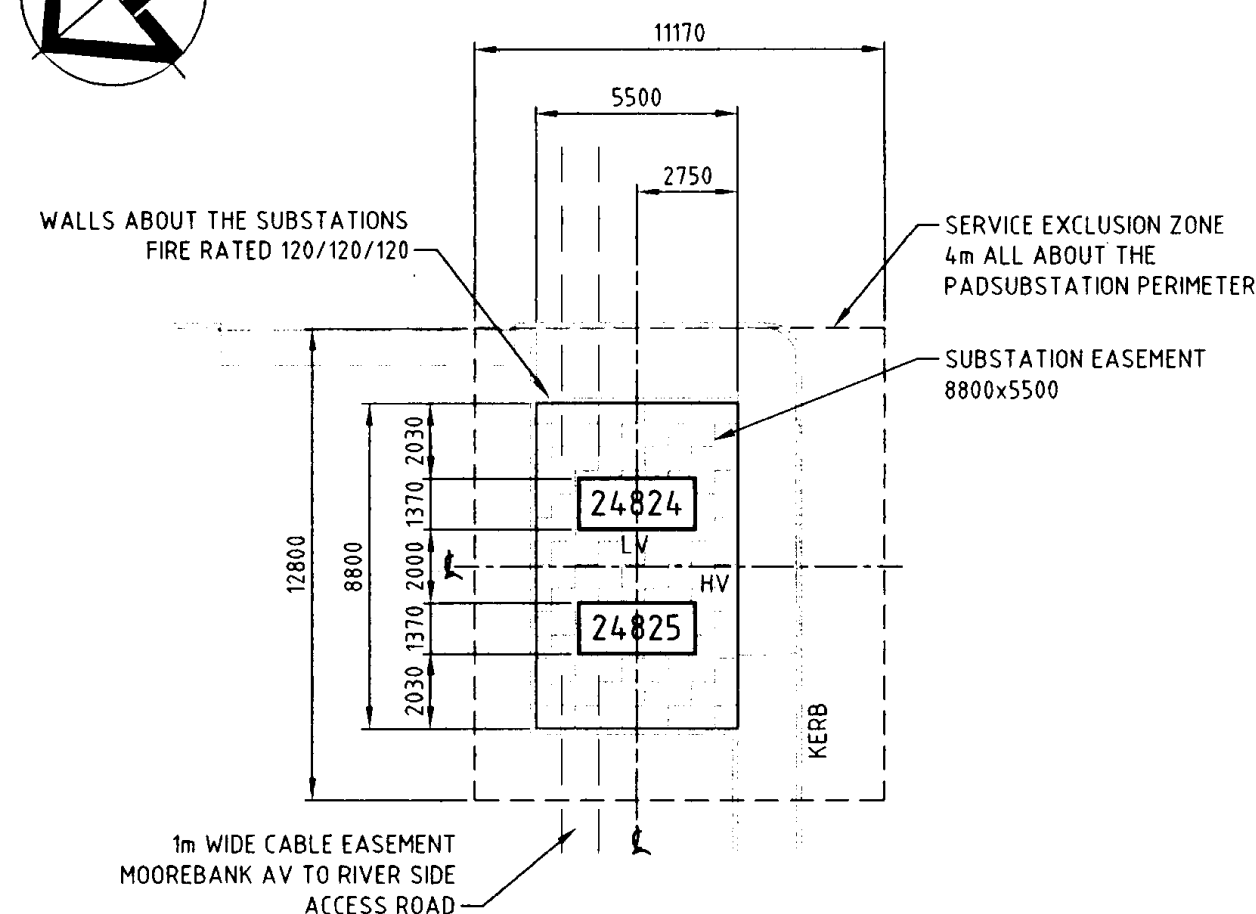 11170
5500
2750
WALLS ABOUT THE SUBSTATIONS
FIRE RATED 120/120/120
SERVICE EXCLUSION ZONE
4m ALL ABOUT THE
PADSUBSTATION PERIMETER
SUBSTATION EASEMENT
8800x5500
12800
8800
2030
1370
2000
1370
2030
24824
LV
HV
24825
KERB
1m WIDE CABLE EASEMENT
MOOREBANK AV TO RIVER SIDE
ACCESS ROAD